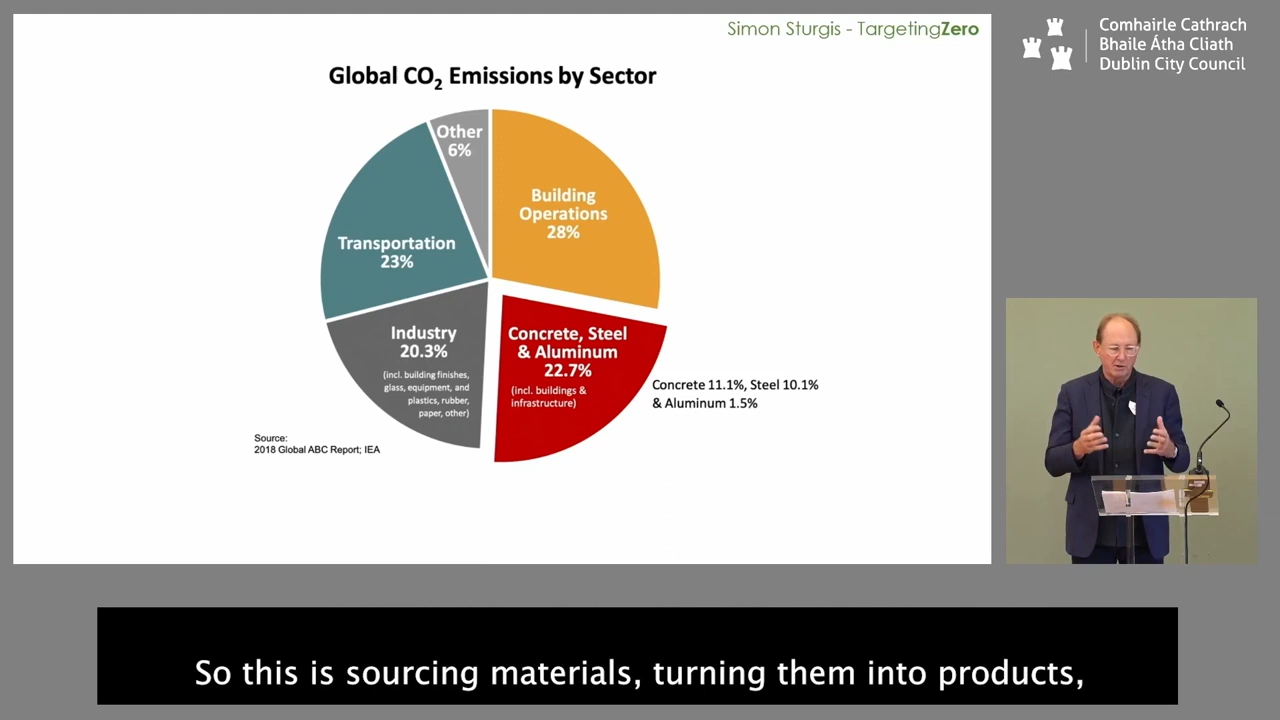 Simon Sturgis - TargetingZero
Comhairle Cathrach
Bhaile Átha Cliath
Dublin City Council
Global CO₂ Emissions by Sector
Other
6%
Building
Operations
28%
Transportation
23%
Industry
20.3%
(incl. building finishes,
glass, equipment, and
plastics, rubber,
paper, other)
Concrete, Steel
& Aluminum
22.7%
(incl. buildings &
infrastructure)
Concrete 11.1%, Steel 10.1%
& Aluminum 1.5%
Source:
2018 Global ABC Report; IEA
So this is sourcing materials, turning them into products,